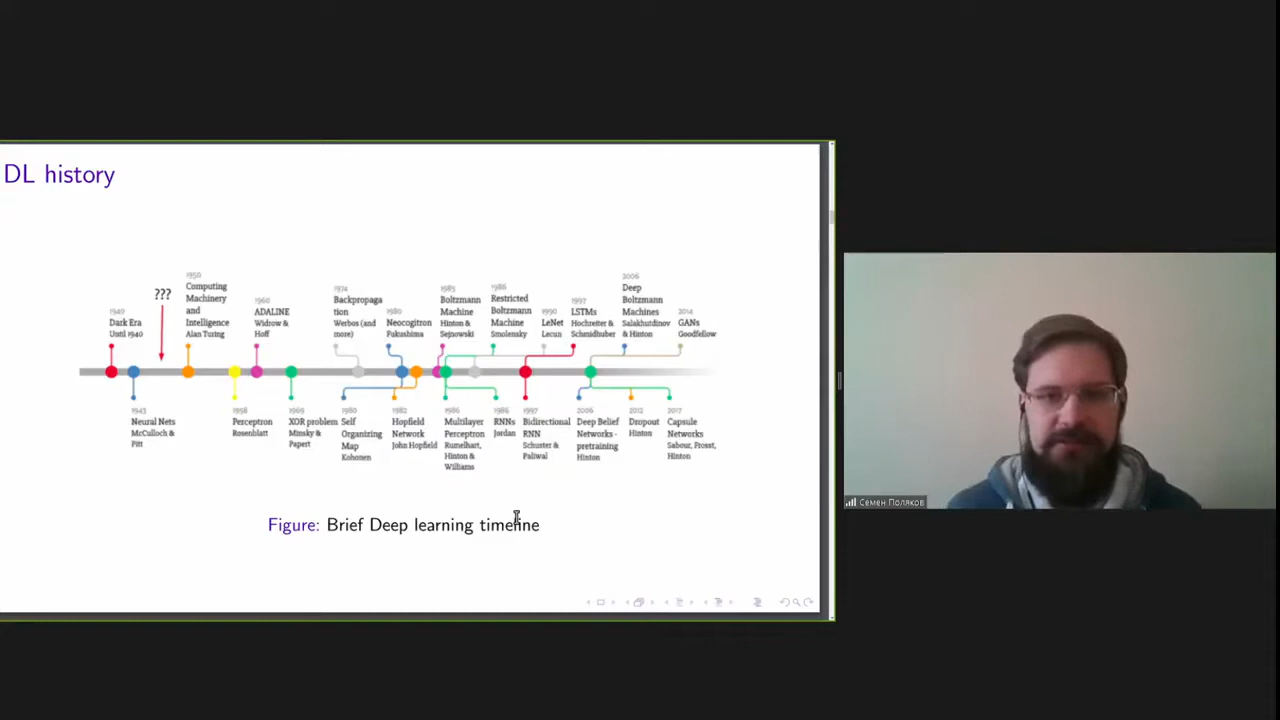 DL history
1940
Dark Era
Until 1940
???
1950
Computing
Machinery
and
Intelligence
Alan Turing
1960
ADALINE
Widrow &
Hoff
1974
Backpropaga
tion
Werbos (and
more)
1980
Neocogitron
Fukushima
1985
Boltzmann
Machine
Hinton &
Sejnowski
1986
Restricted
Boltzmann
Machine
Smolensky
1990
LeNet
Lecun
1997
LSTMs
Hochreiter &
Schmidhuber
2006
Deep
Boltzmann
Machines
Salakhutdinov
& Hinton
2014
GANs
Goodfellow
1943
Neural Nets
McCulloch &
Pitt
1958
Perceptron
Rosenblatt
1969
XOR problem
Minsky &
Papert
1980
Self
Organizing
Map
Kohonen
1982
Hopfield
Network
John Hopfield
1986
Multilayer
Perceptron
Rumelhart,
Hinton &
Williams
1986
RNNs
Jordan
1997
Bidirectional
RNN
Schuster &
Paliwal
2006
Deep Belief
Networks -
pretraining
Hinton
2012
Dropout
Hinton
2017
Capsule
Networks
Sabour, Frosst,
Hinton
Figure: Brief Deep learning timeline
Семен Поляков